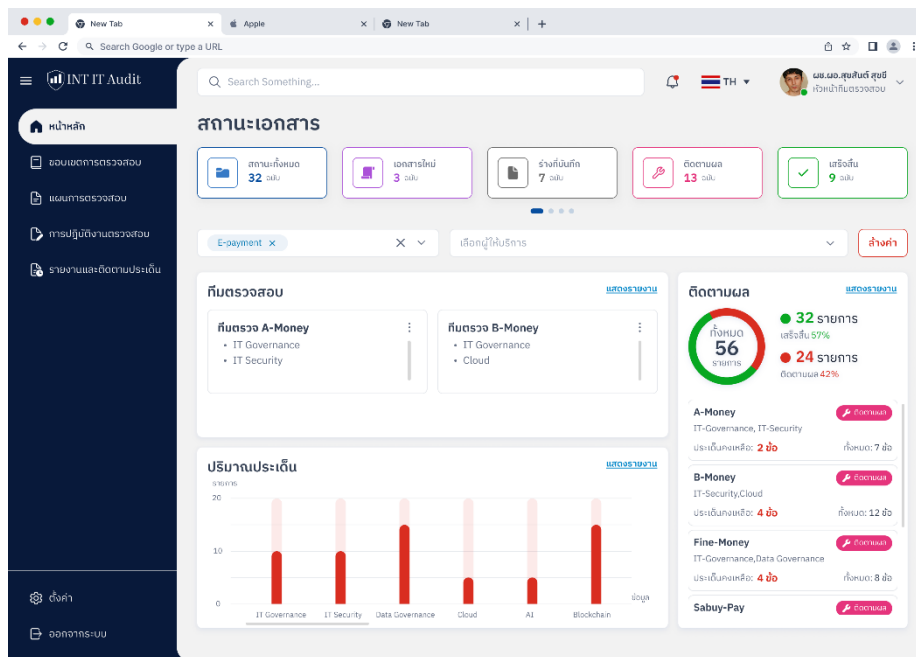 New Tab
Apple
New Tab
Search Google or type a URL
INT IT Audit
Search Something...
TH
ผช.ผอ.สุขสันต์ สุขขี
หัวหน้าทีมตรวจสอบ
หน้าหลัก
ขอบเขตการตรวจสอบ
แผนการตรวจสอบ
การปฏิบัติงานตรวจสอบ
รายงานและติดตามประเด็น
ตั้งค่า
ออกจากระบบ
สถานะเอกสาร
สถานะทั้งหมด
32 ฉบับ
เอกสารใหม่
3 ฉบับ
ร่างที่บันทึก
7 ฉบับ
ติดตามผล
13 ฉบับ
เสร็จสิ้น
9 ฉบับ
E-payment
เลือกผู้ให้บริการ
ล้างค่า
ทีมตรวจสอบ
แสดงรายงาน
ทีมตรวจ A-Money
• IT Governance
• IT Security
ทีมตรวจ B-Money
• IT Governance
• Cloud
ปริมาณประเด็น
แสดงรายงาน
รายการ
20
10
0
ข้อมูล
IT Governance IT Security Data Governance Cloud AI Blockchain
ติดตามผล
แสดงรายงาน
ทั้งหมด
56
รายการ
32 รายการ
เสร็จสิ้น 57%
24 รายการ
ติดตามผล 42%
A-Money
ติดตามผล
IT-Governance, IT-Security
ประเด็นคงเหลือ: 2 ข้อ ทั้งหมด: 7 ข้อ
B-Money
ติดตามผล
IT-Security,Cloud
ประเด็นคงเหลือ: 4 ข้อ ทั้งหมด: 12 ข้อ
Fine-Money
ติดตามผล
IT-Governance,Data Governance
ประเด็นคงเหลือ: 4 ข้อ ทั้งหมด: 8 ข้อ
Sabuy-Pay
ติดตามผล